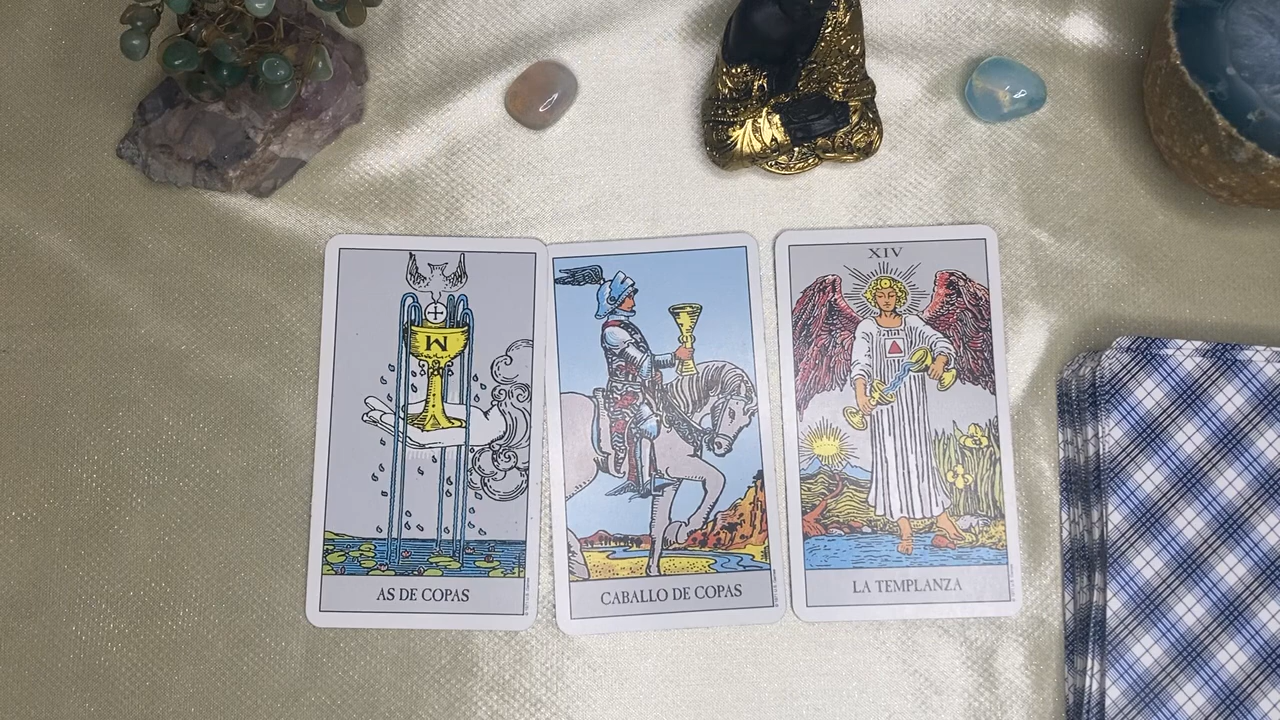 M
AS DE COPAS
CABALLO DE COPAS
XIV
LA TEMPLANZA